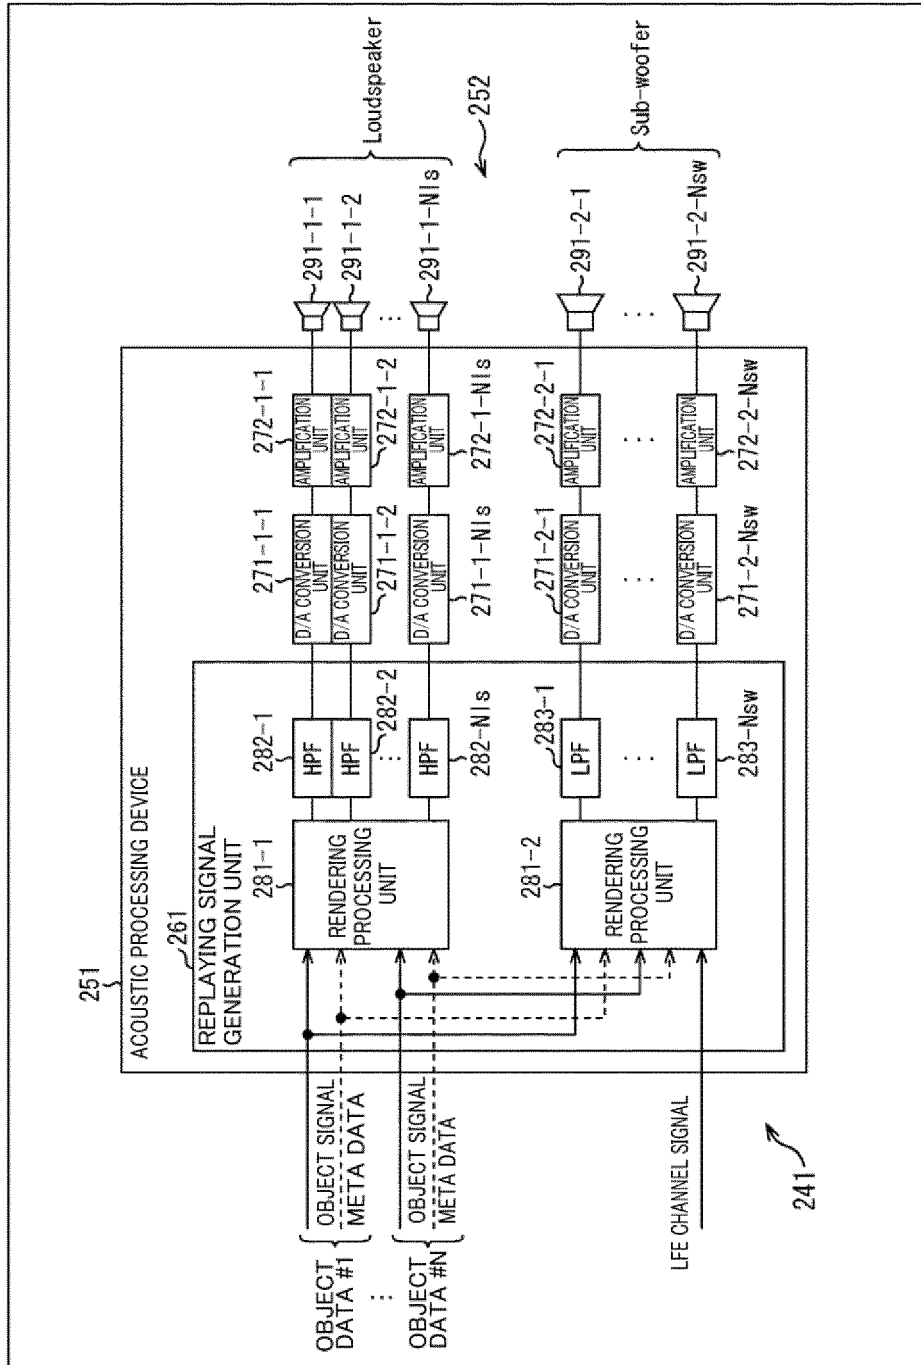 251
ACOUSTIC PROCESSING DEVICE
261
REPLAYING SIGNAL
GENERATION UNIT
OBJECT
DATA #1
OBJECT SIGNAL
META DATA
OBJECT
DATA #N
OBJECT SIGNAL
META DATA
LFE CHANNEL SIGNAL
241
281-1
RENDERING
PROCESSING
UNIT
281-2
RENDERING
PROCESSING
UNIT
282-1
HPF
HPF
282-2
HPF
282-Nls
283-1
LPF
LPF
283-Nsw
271-1-1
D/A CONVERSION
UNIT
D/A CONVERSION
UNIT
271-1-2
D/A CONVERSION
UNIT
271-1-Nls
271-2-1
D/A CONVERSION
UNIT
D/A CONVERSION
UNIT
271-2-Nsw
272-1-1
AMPLIFICATION
UNIT
AMPLIFICATION
UNIT
272-1-2
AMPLIFICATION
UNIT
272-1-Nls
272-2-1
AMPLIFICATION
UNIT
AMPLIFICATION
UNIT
272-2-Nsw
291-1-1
291-1-2
291-1-Nls
291-2-1
291-2-Nsw
Loudspeaker
252
Sub-woofer